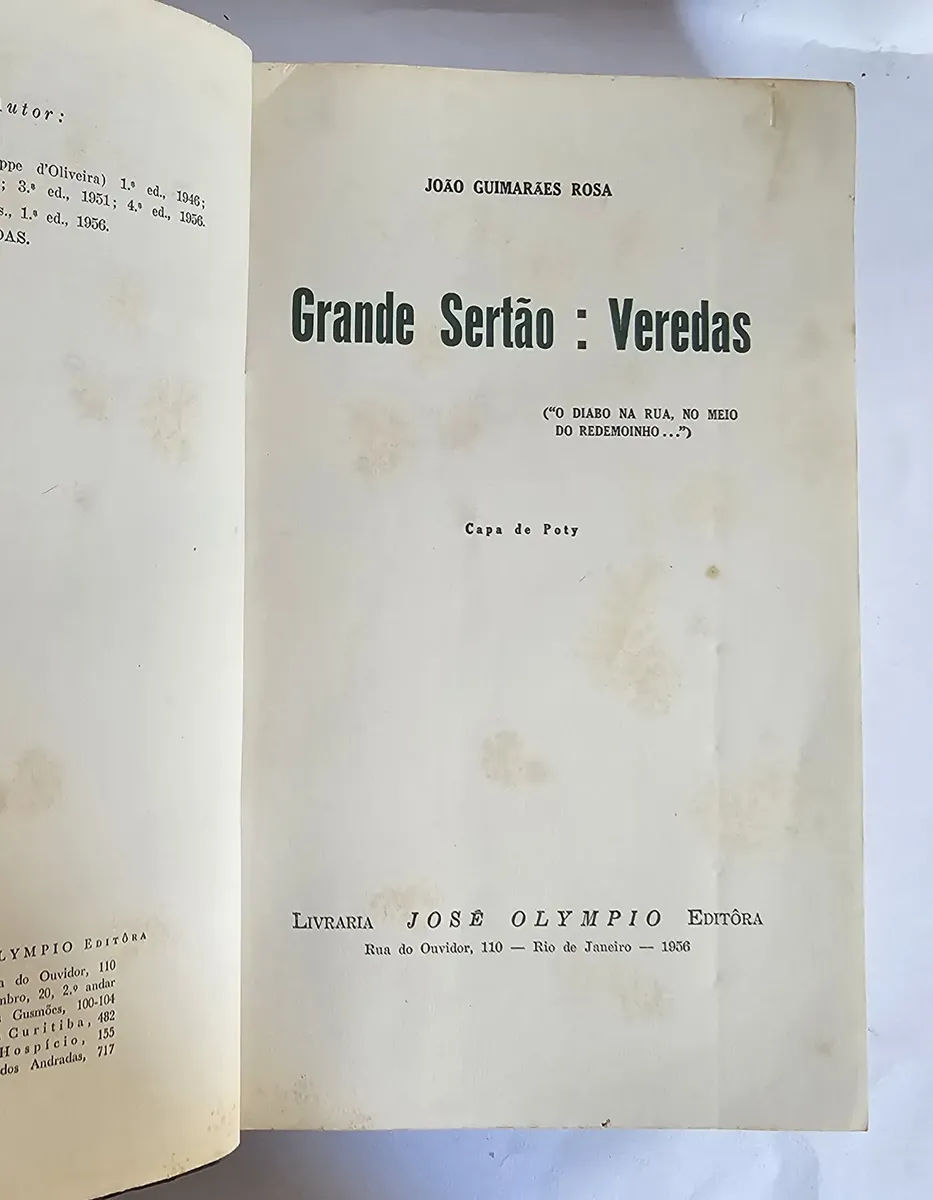 utor:
d'Oliveira) 1.ª ed., 1946;
; 3.ª ed., 1951; 4.ª ed., 1956.
1.ª ed., 1956.
DAS.
OLYMPIO EDITÔRA
do Ouvidor, 110
20, 2.º andar
Gusmões, 100-104
Curitiba, 482
Hospício, 155
dos Andradas, 717
JOÃO GUIMARÃES ROSA
Grande Sertão : Veredas
("O DIABO NA RUA, NO MEIO
DO REDEMOINHO...")
Capa de Poty
LIVRARIA JOSÉ OLYMPIO EDITÔRA
Rua do Ouvidor, 110 — Rio de Janeiro — 1956